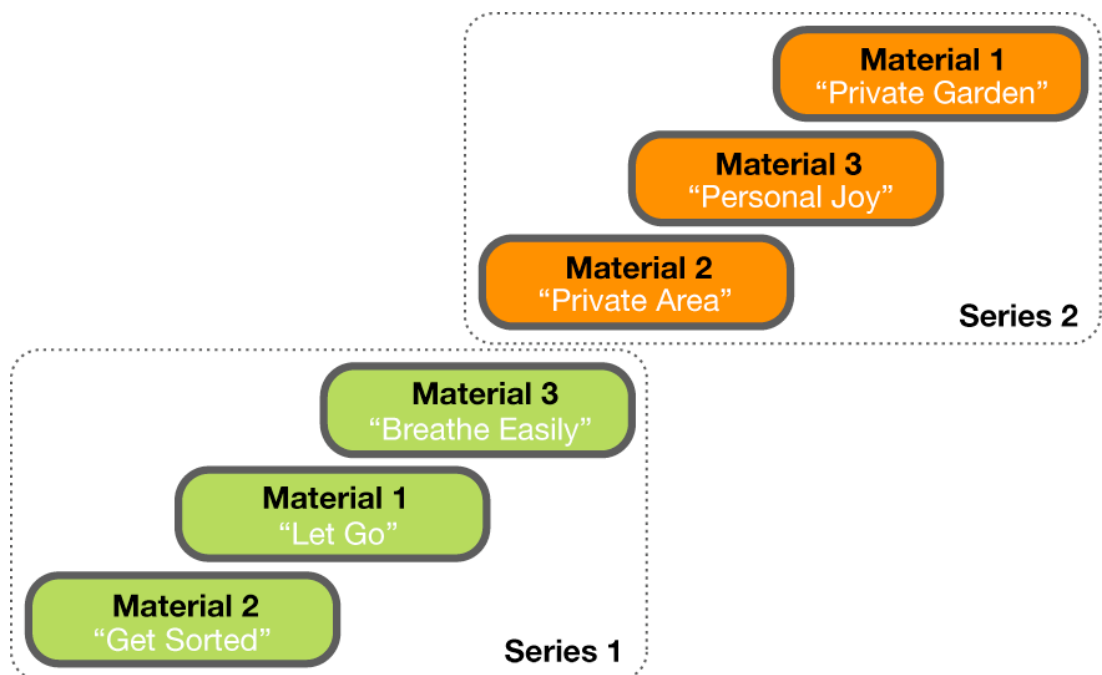 Material 1
“Private Garden”
Material 3
“Personal Joy”
Material 2
“Private Area”
Series 2
Material 3
“Breathe Easily”
Material 1
“Let Go”
Material 2
“Get Sorted”
Series 1